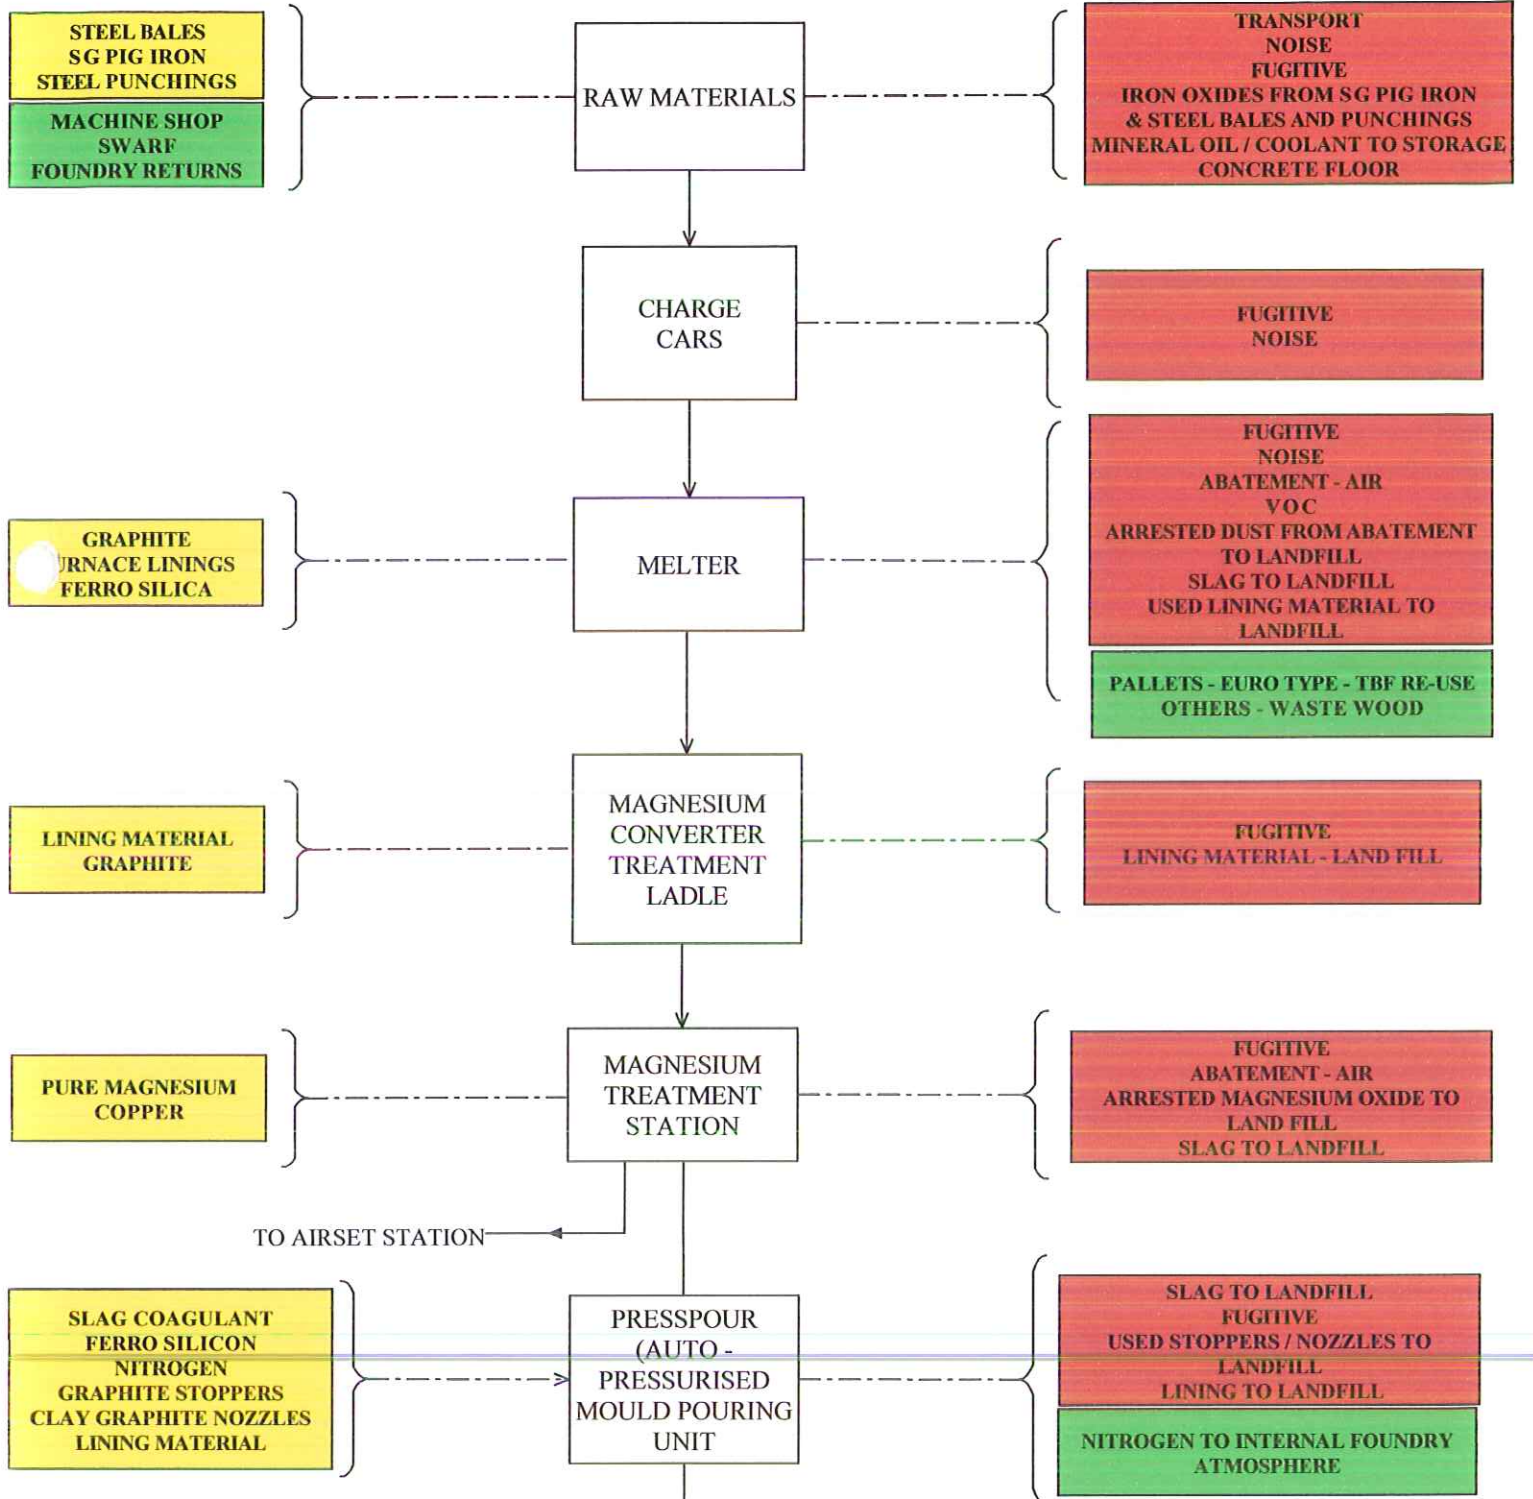 STEEL BALES
SG PIG IRON
STEEL PUNCHINGS
MACHINE SHOP
SWARF
FOUNDRY RETURNS
RAW MATERIALS
TRANSPORT
NOISE
FUGITIVE
IRON OXIDES FROM SG PIG IRON
& STEEL BALES AND PUNCHINGS
MINERAL OIL / COOLANT TO STORAGE
CONCRETE FLOOR
CHARGE
CARS
FUGITIVE
NOISE
GRAPHITE
URNACE LININGS
FERRO SILICA
MELTER
FUGITIVE
NOISE
ABATEMENT - AIR
VOC
ARRESTED DUST FROM ABATEMENT
TO LANDFILL
SLAG TO LANDFILL
USED LINING MATERIAL TO
LANDFILL
PALLETS - EURO TYPE - TBF RE-USE
OTHERS - WASTE WOOD
LINING MATERIAL
GRAPHITE
MAGNESIUM
CONVERTER
TREATMENT
LADLE
FUGITIVE
LINING MATERIAL - LAND FILL
PURE MAGNESIUM
COPPER
MAGNESIUM
TREATMENT
STATION
FUGITIVE
ABATEMENT - AIR
ARRESTED MAGNESIUM OXIDE TO
LAND FILL
SLAG TO LANDFILL
TO AIRSET STATION
SLAG COAGULANT
FERRO SILICON
NITROGEN
GRAPHITE STOPPERS
CLAY GRAPHITE NOZZLES
LINING MATERIAL
PRESSPOUR
(AUTO -
PRESSURISED
MOULD POURING
UNIT
SLAG TO LANDFILL
FUGITIVE
USED STOPPERS / NOZZLES TO
LANDFILL
LINING TO LANDFILL
NITROGEN TO INTERNAL FOUNDRY
ATMOSPHERE